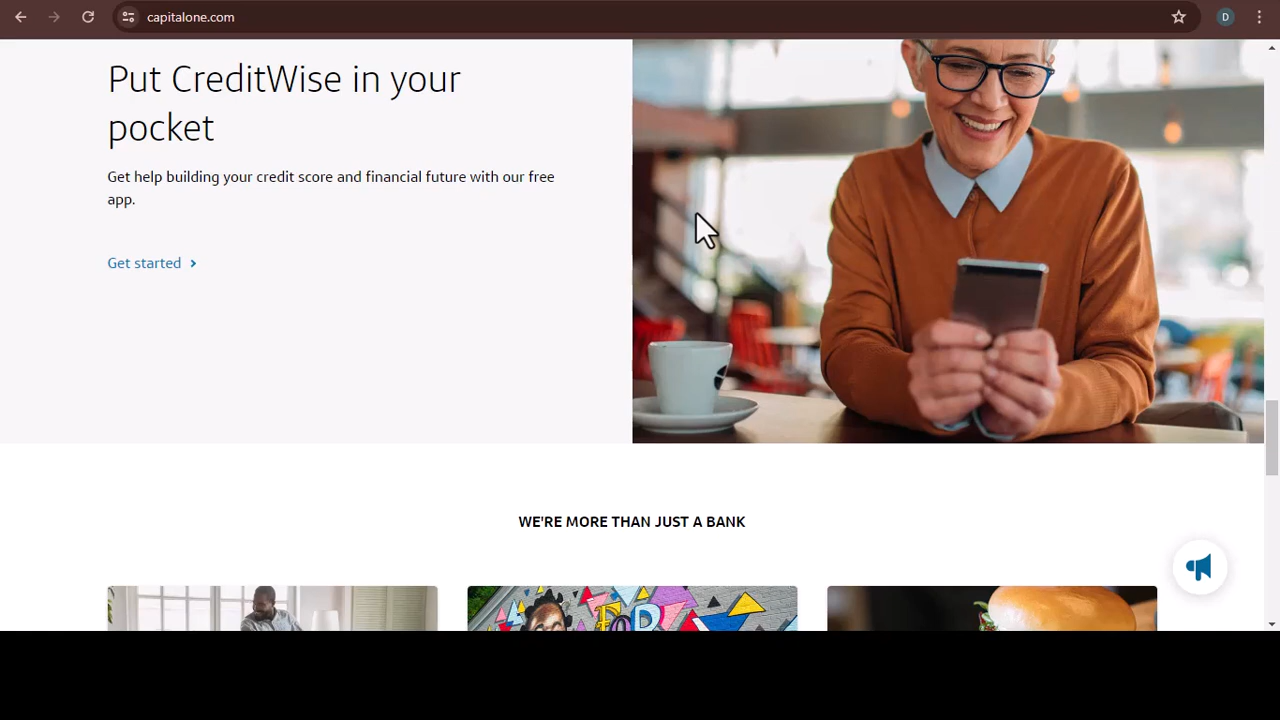 capitalone.com
D
Put CreditWise in your
pocket
Get help building your credit score and financial future with our free
app.
Get started
WE'RE MORE THAN JUST A BANK
FOR